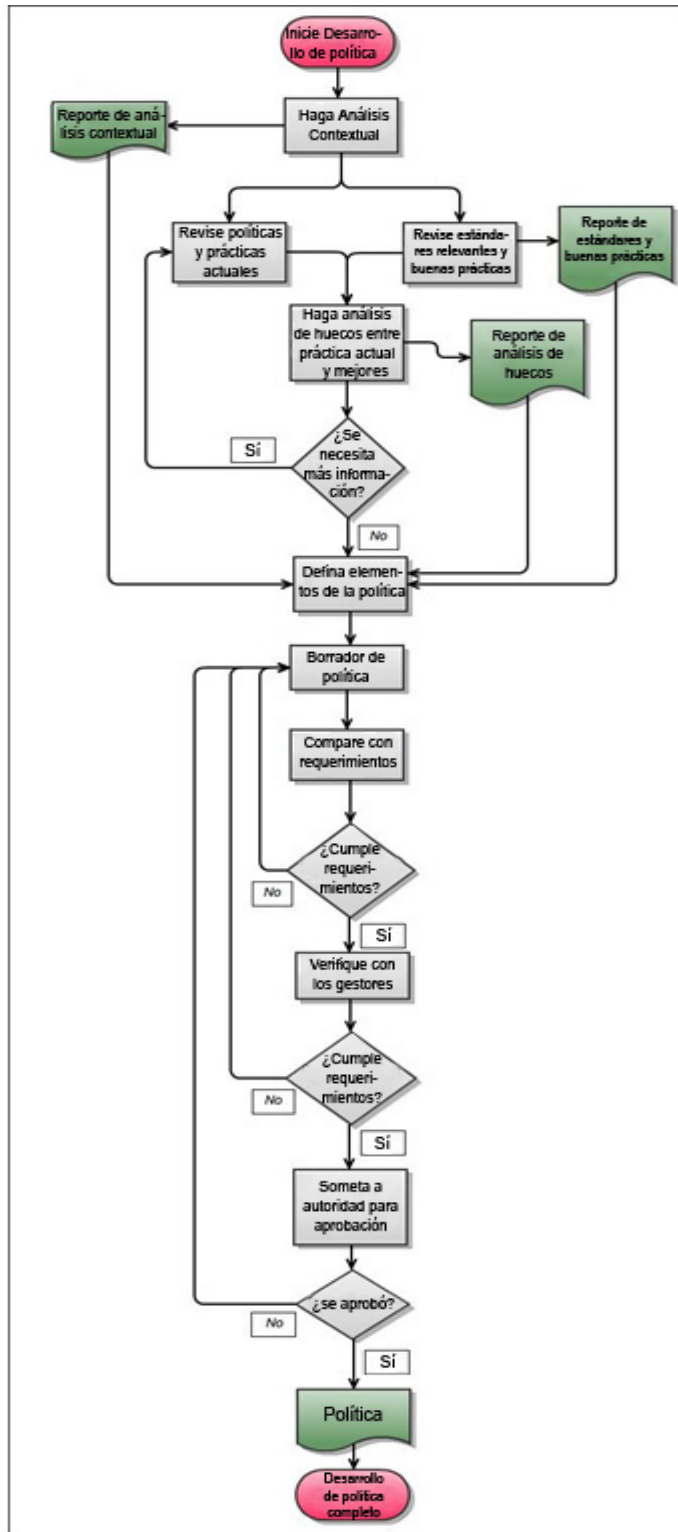 Inicie Desarro-
llo de política
Haga Análisis
Contextual
Reporte de aná-
lisis contextual
Revise políticas
y prácticas
actuales
Revise estánda-
res relevantes y
buenas prácticas
Reporte de
estándares y
buenas prácticas
Haga análisis
de huecos entre
práctica actual
y mejores
Reporte de
análisis de
huecos
¿Se
necesita
más informa-
ción?
Sí
No
Defina elemen-
tos de la política
Borrador de
política
Compare con
requerimientos
¿Cumple
requeri-
mientos?
No
Sí
Verifique con
los gestores
¿Cumple
requeri-
mientos?
No
Sí
Someta a
autoridad para
aprobación
¿se aprobó?
No
Sí
Política
Desarrollo
de política
completo